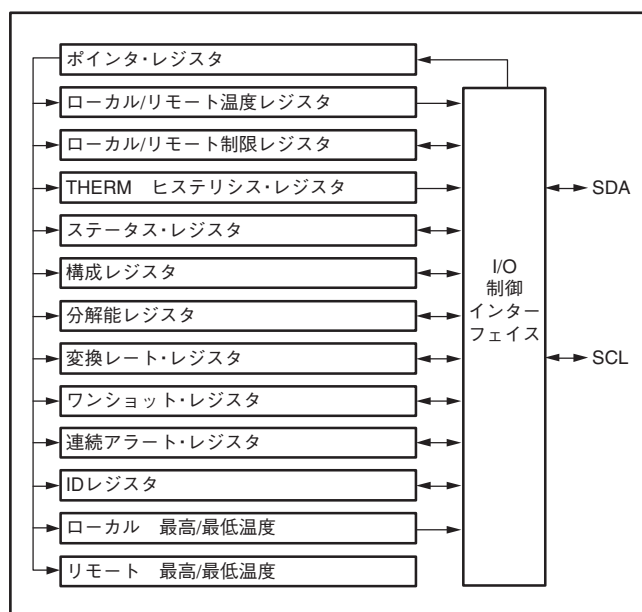 ポインタ・レジスタ
ローカル/リモート温度レジスタ
ローカル/リモート制限レジスタ
THERM ヒステリシス・レジスタ
ステータス・レジスタ
構成レジスタ
分解能レジスタ
変換レート・レジスタ
ワンショット・レジスタ
連続アラート・レジスタ
IDレジスタ
ローカル 最高/最低温度
リモート 最高/最低温度
I/O
制御
インター
フェイス
SDA
SCL